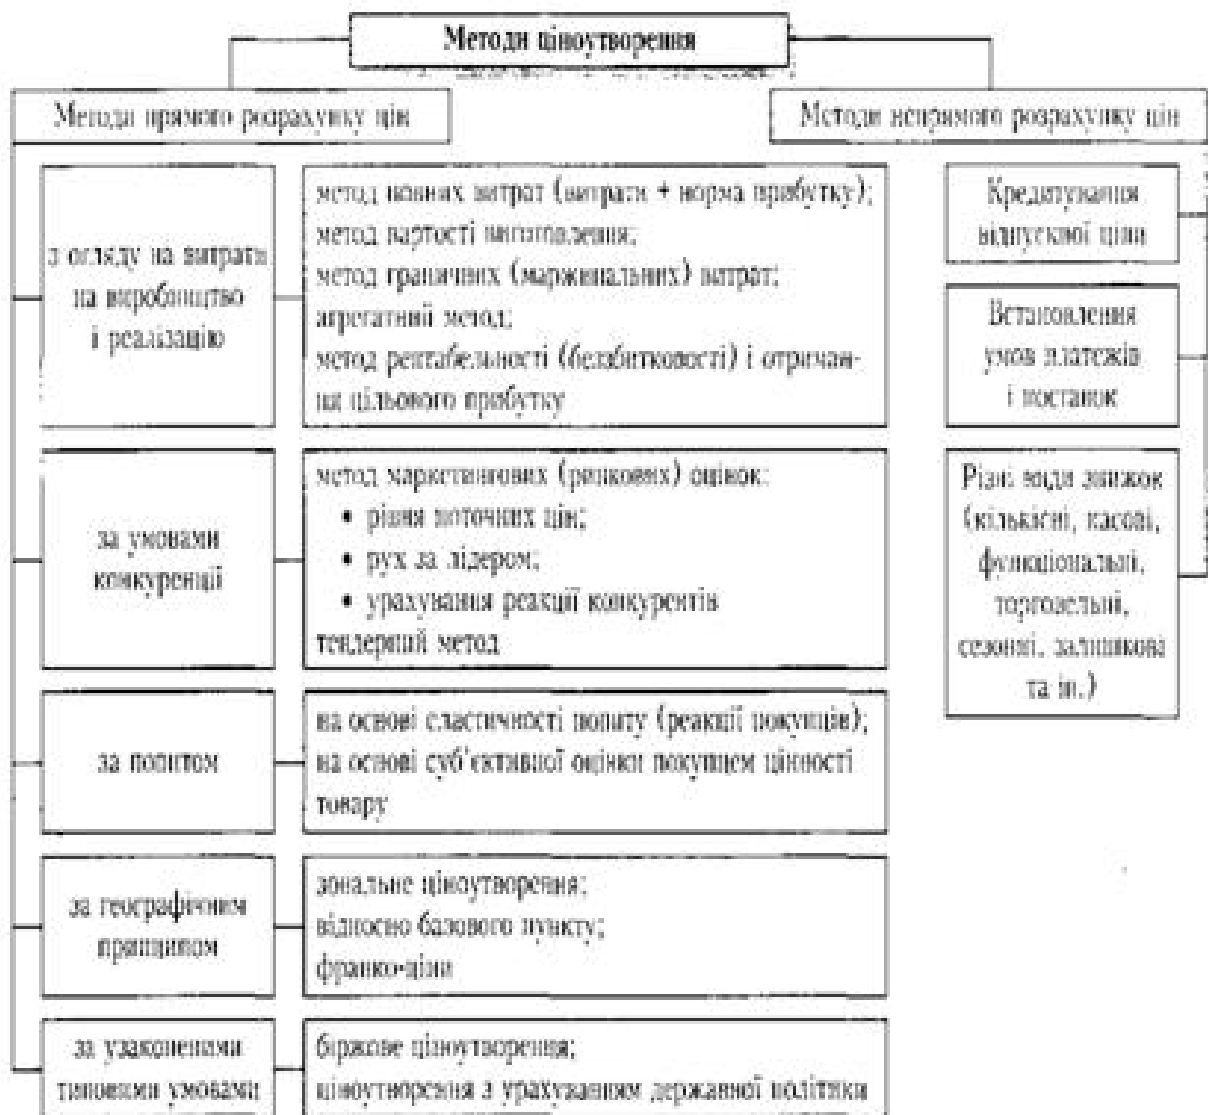 Методи ціноутворення
Методи прямого розрахунку цін
Методи непрямого розрахунку цін
з огляду на витрати
на виробництво
і реалізацію
метод повних витрат (витрати + норма прибутку);
метод вартості виготовлення;
метод граничних (маржинальних) витрат;
агрегатний метод;
метод рентабельності (беззбитковості) і отриман-
ня цільового прибутку
за умовами
конкуренції
метод маркетингових (ринкових) оцінок:
• рівня поточних цін;
• рух за лідером;
• урахування реакції конкурентів
тендерний метод
за попитом
на основі еластичності попиту (реакції покупців);
на основі суб'єктивної оцінки покупцем цінності
товару
за географічним
принципом
зональне ціноутворення;
відносно базового пункту;
франко-ціни
за узаконеними
типовими умовами
біржове ціноутворення;
ціноутворення з урахуванням державної політики
Кредитування
відпускної ціни
Встановлення
умов платежів
і поставок
Різні види знижок
(кількісні, касові,
функціональні,
торговельні,
сезонні, залишкова
та ін.)